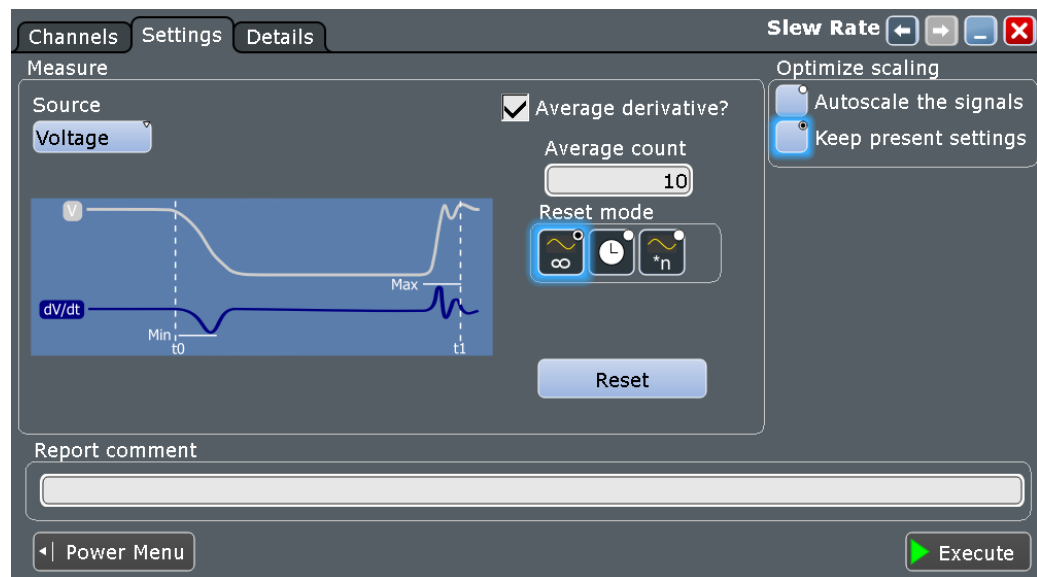 Channels
Settings
Details
Slew Rate
Measure
Optimize scaling
Source
Voltage
Average derivative?
Average count
10
Reset mode
∞
*n
Autoscale the signals
Keep present settings
V
Max
dV/dt
Min
t0
t1
Reset
Report comment
Power Menu
Execute